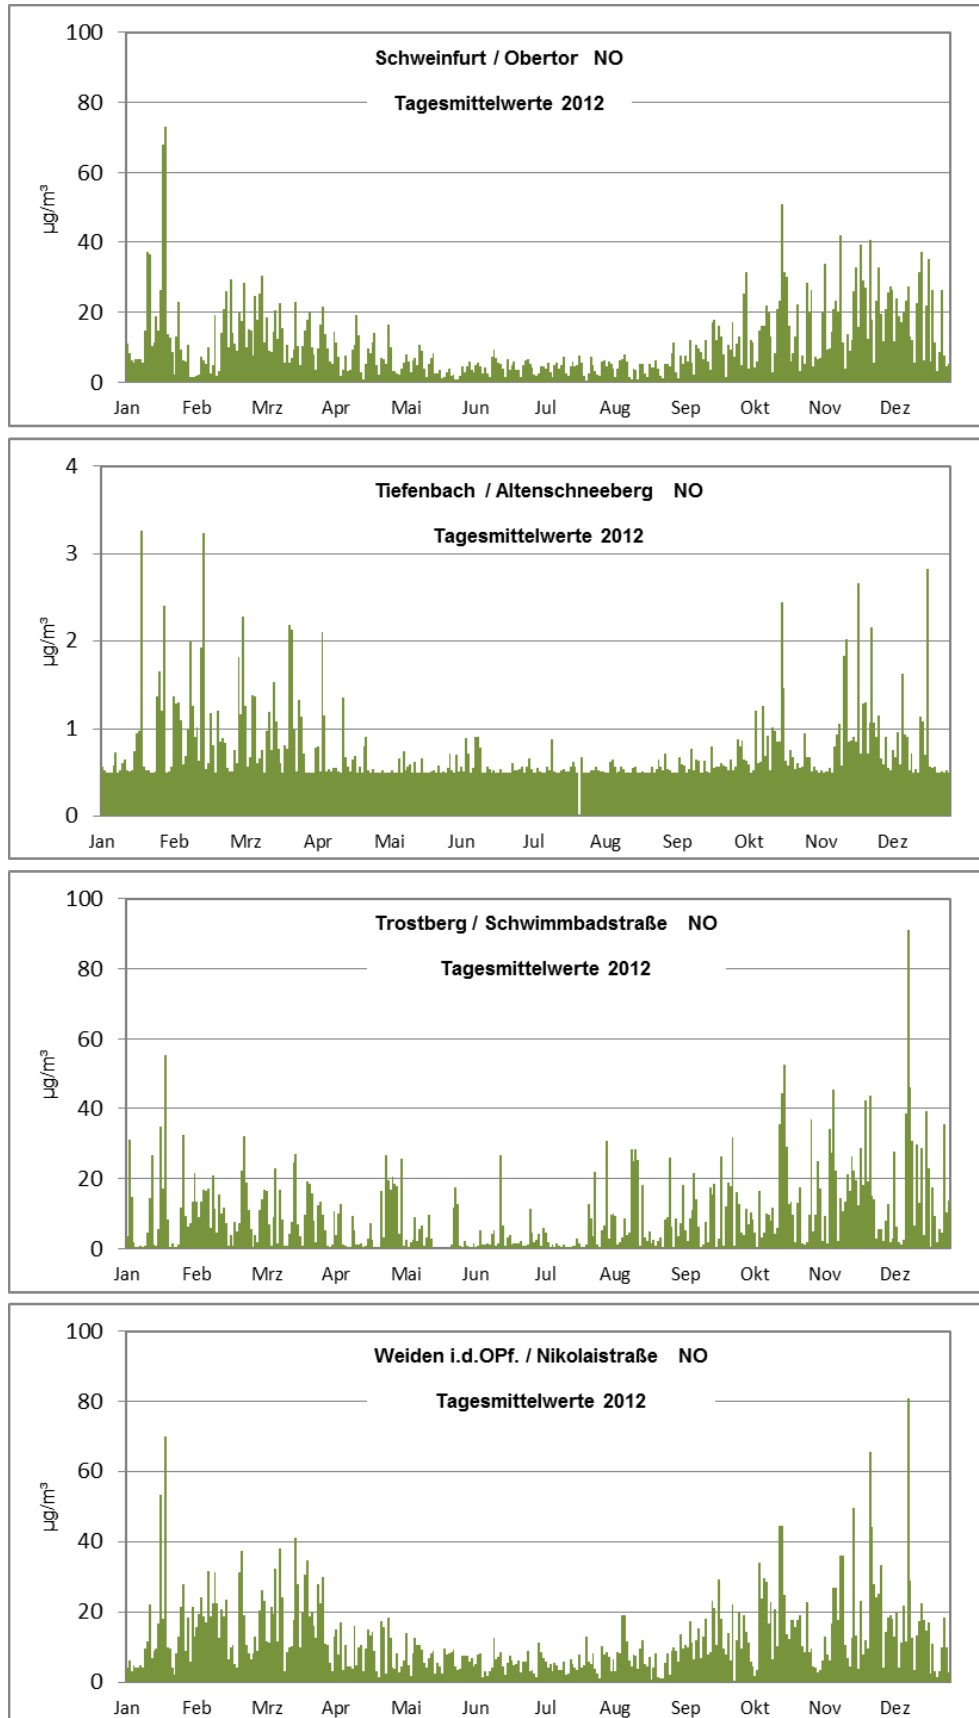 Schweinfurt / Obertor NO
Tagesmittelwerte 2012
µg/m³
100
80
60
40
20
0
Jan Feb Mrz Apr Mai Jun Jul Aug Sep Okt Nov Dez
Tiefenbach / Altenschneeberg NO
Tagesmittelwerte 2012
µg/m³
4
3
2
1
0
Jan Feb Mrz Apr Mai Jun Jul Aug Sep Okt Nov Dez
Trostberg / Schwimmbadstraße NO
Tagesmittelwerte 2012
µg/m³
100
80
60
40
20
0
Jan Feb Mrz Apr Mai Jun Jul Aug Sep Okt Nov Dez
Weiden i.d.OPf. / Nikolaistraße NO
Tagesmittelwerte 2012
µg/m³
100
80
60
40
20
0
Jan Feb Mrz Apr Mai Jun Jul Aug Sep Okt Nov Dez